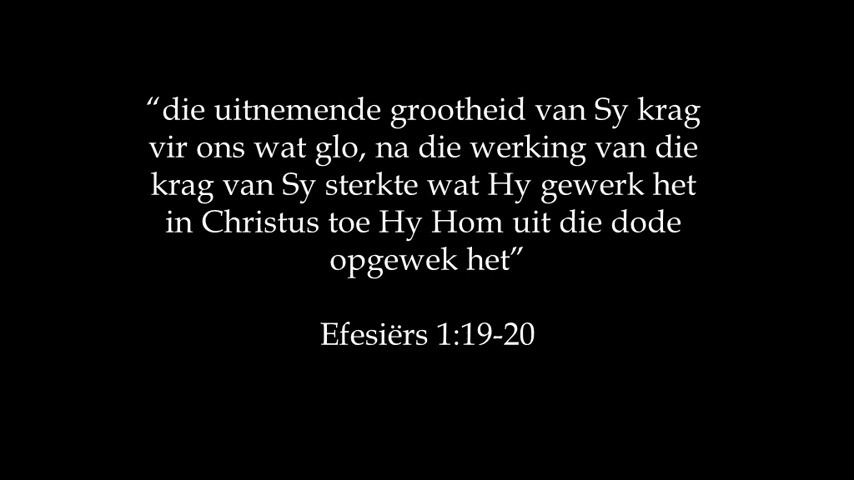 “die uitnemende grootheid van Sy krag
vir ons wat glo, na die werking van die
krag van Sy sterkte wat Hy gewerk het
in Christus toe Hy Hom uit die dode
opgewek het”
Efesiërs 1:19-20